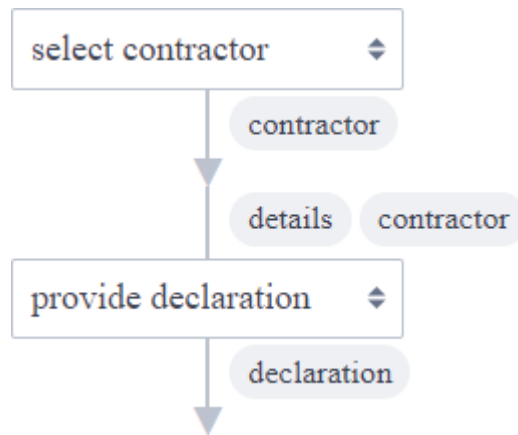 select contractor
contractor
details contractor
provide declaration
declaration